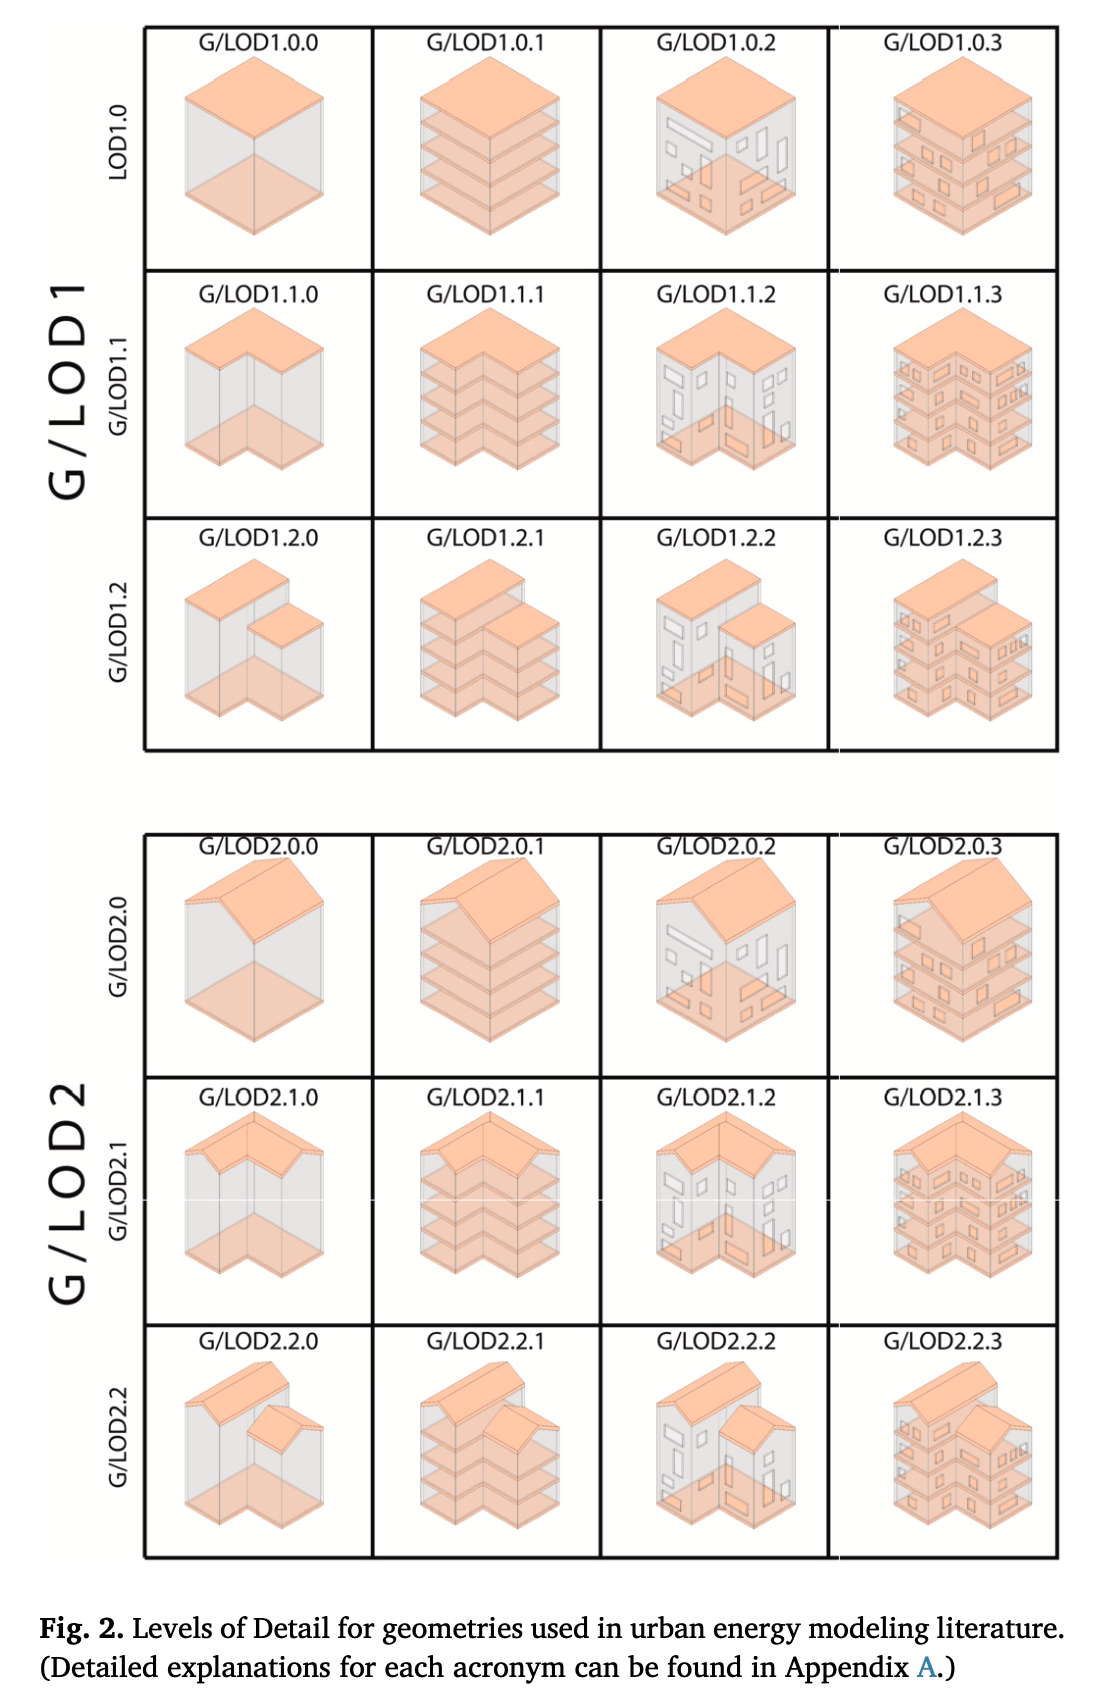 G/LOD1
LOD1.0
G/LOD1.0.0
G/LOD1.0.1
G/LOD1.0.2
G/LOD1.0.3
G/LOD1.1
G/LOD1.1.0
G/LOD1.1.1
G/LOD1.1.2
G/LOD1.1.3
G/LOD1.2
G/LOD1.2.0
G/LOD1.2.1
G/LOD1.2.2
G/LOD1.2.3
G/LOD2
G/LOD2.0
G/LOD2.0.0
G/LOD2.0.1
G/LOD2.0.2
G/LOD2.0.3
G/LOD2.1
G/LOD2.1.0
G/LOD2.1.1
G/LOD2.1.2
G/LOD2.1.3
G/LOD2.2
G/LOD2.2.0
G/LOD2.2.1
G/LOD2.2.2
G/LOD2.2.3
Fig. 2. Levels of Detail for geometries used in urban energy modeling literature.
(Detailed explanations for each acronym can be found in Appendix A.)